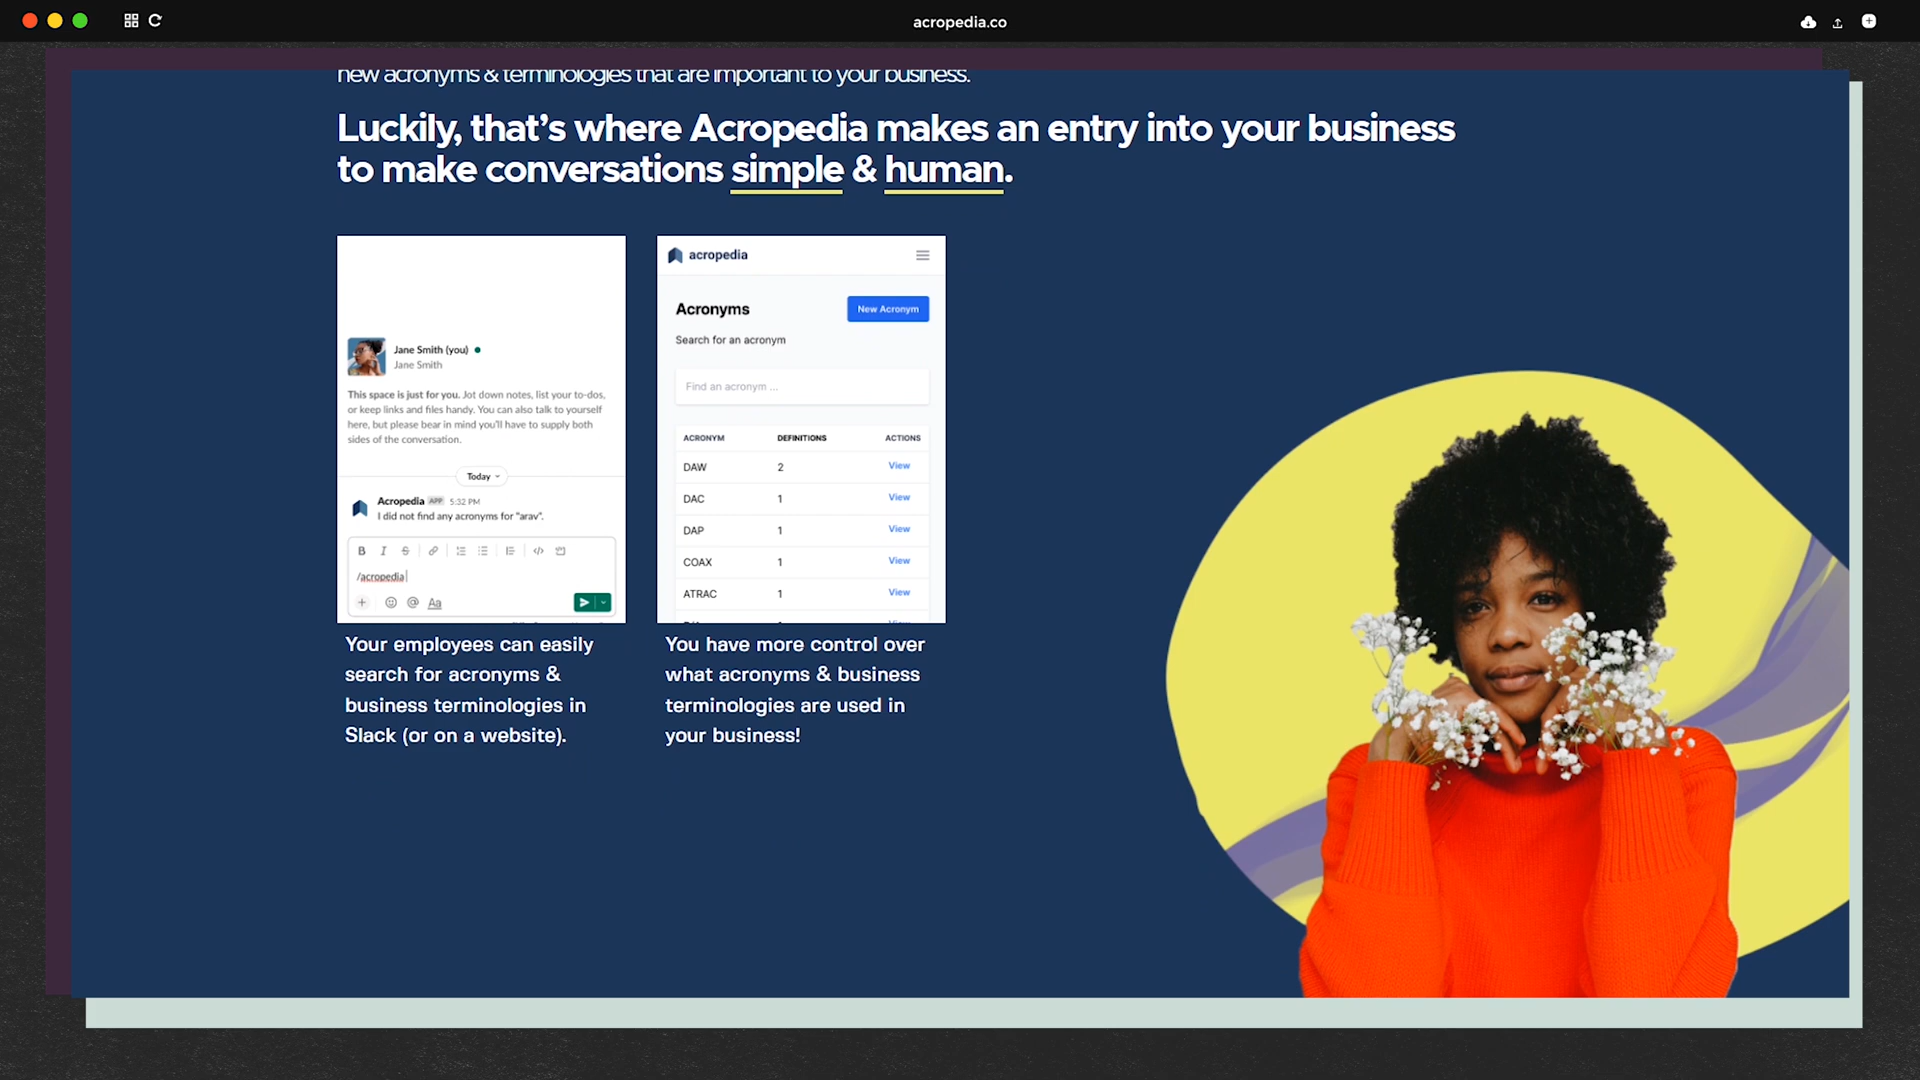 acropedia.co
new acronyms & terminologies that are important to your business.
Luckily, that's where Acropedia makes an entry into your business
to make conversations simple & human.
Jane Smith (you)
Jane Smith
This space is just for you. Jot down notes, list your to-dos,
or keep links and files handy. You can also talk to yourself
here, but please bear in mind you'll have to supply both
sides of the conversation.
Today
Acropedia APP 5:32 PM
I did not find any acronyms for "arav".
B I S
/acropedia
+ @ Aa
Your employees can easily
search for acronyms &
business terminologies in
Slack (or on a website).
acropedia
Acronyms
New Acronym
Search for an acronym
Find an acronym ...
ACRONYM DEFINITIONS ACTIONS
DAW 2 View
DAC 1 View
DAP 1 View
COAX 1 View
ATRAC 1 View
You have more control over
what acronyms & business
terminologies are used in
your business!